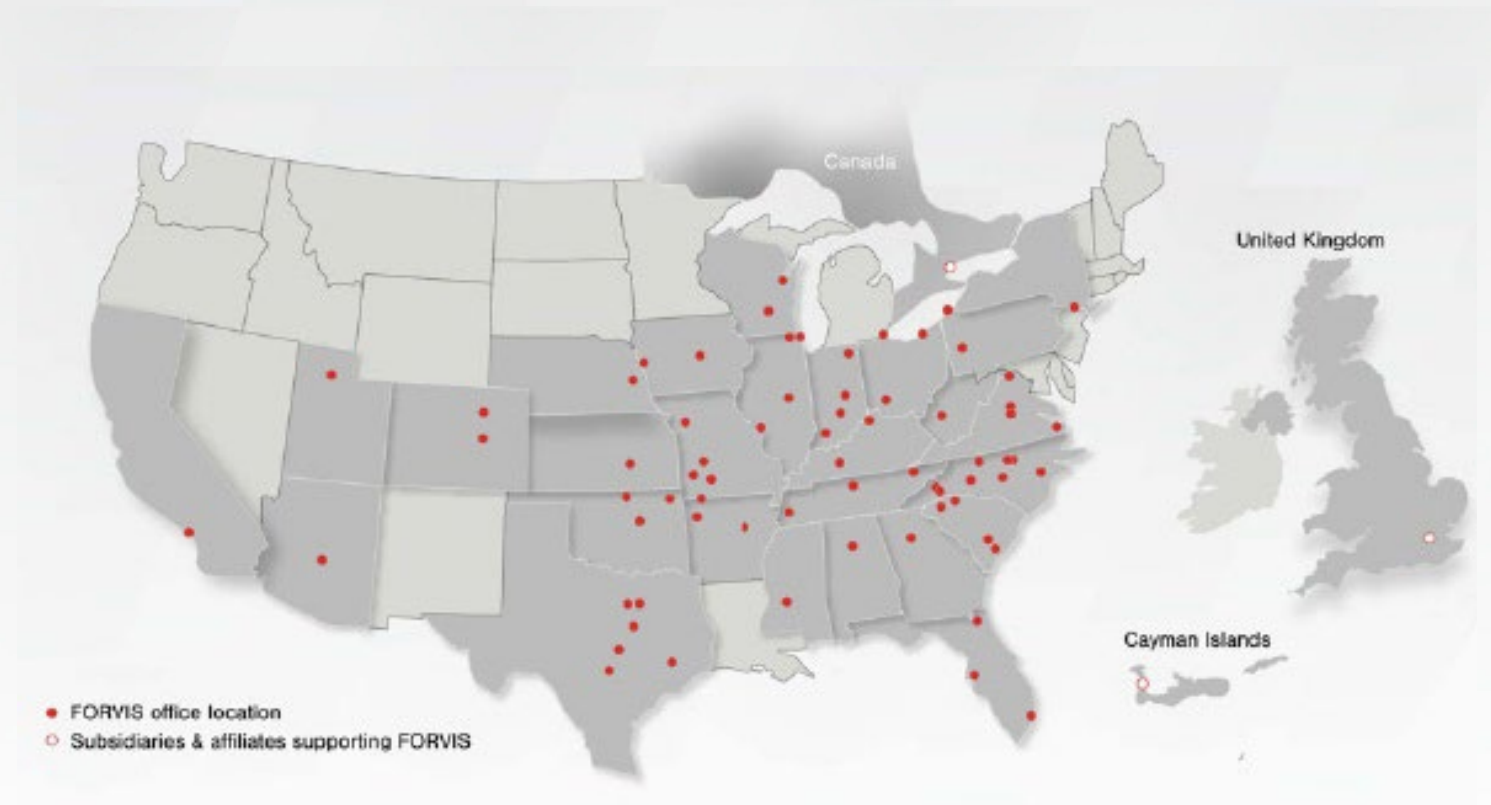 Canada
United Kingdom
Cayman Islands
FORVIS office location
Subsidiaries & affiliates supporting FORVIS